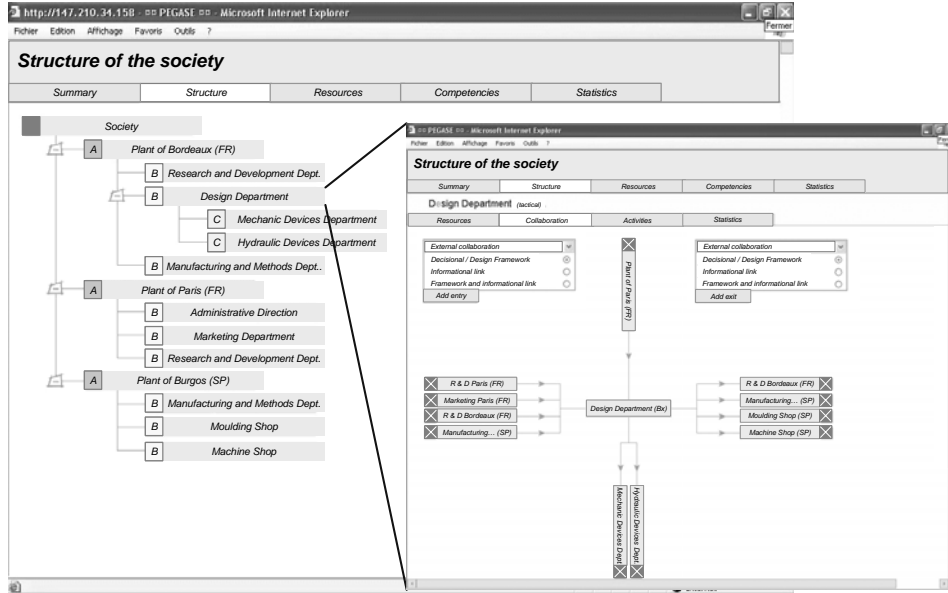 http://147.210.34.158 - ¤¤ PEGASE ¤¤ - Microsoft Internet Explorer
Fichier Edition Affichage Favoris Outils ?
Fermer
Structure of the society
Summary Structure Resources Competencies Statistics
Society
A Plant of Bordeaux (FR)
B Research and Development Dept.
B Design Department
C Mechanic Devices Department
C Hydraulic Devices Department
B Manufacturing and Methods Dept..
A Plant of Paris (FR)
B Administrative Direction
B Marketing Department
B Research and Development Dept.
A Plant of Burgos (SP)
B Manufacturing and Methods Dept.
B Moulding Shop
B Machine Shop
¤¤ PEGASE ¤¤ - Microsoft Internet Explorer
Fichier Edition Affichage Favoris Outils ?
Structure of the society
Summary Structure Resources Competencies Statistics
Design Department (tactical)
Resources Collaboration Activities Statistics
External collaboration
Decisional / Design Framework
Informational link
Framework and informational link
Add entry
Plant of Paris (FR)
External collaboration
Decisional / Design Framework
Informational link
Framework and informational link
Add exit
R & D Paris (FR)
Marketing Paris (FR)
R & D Bordeaux (FR)
Manufacturing... (SP)
Design Department (Bx)
R & D Bordeaux (FR)
Manufacturing... (SP)
Moulding Shop (SP)
Machine Shop (SP)
Mechanic Devices Dept.
Hydraulic Devices Dept.